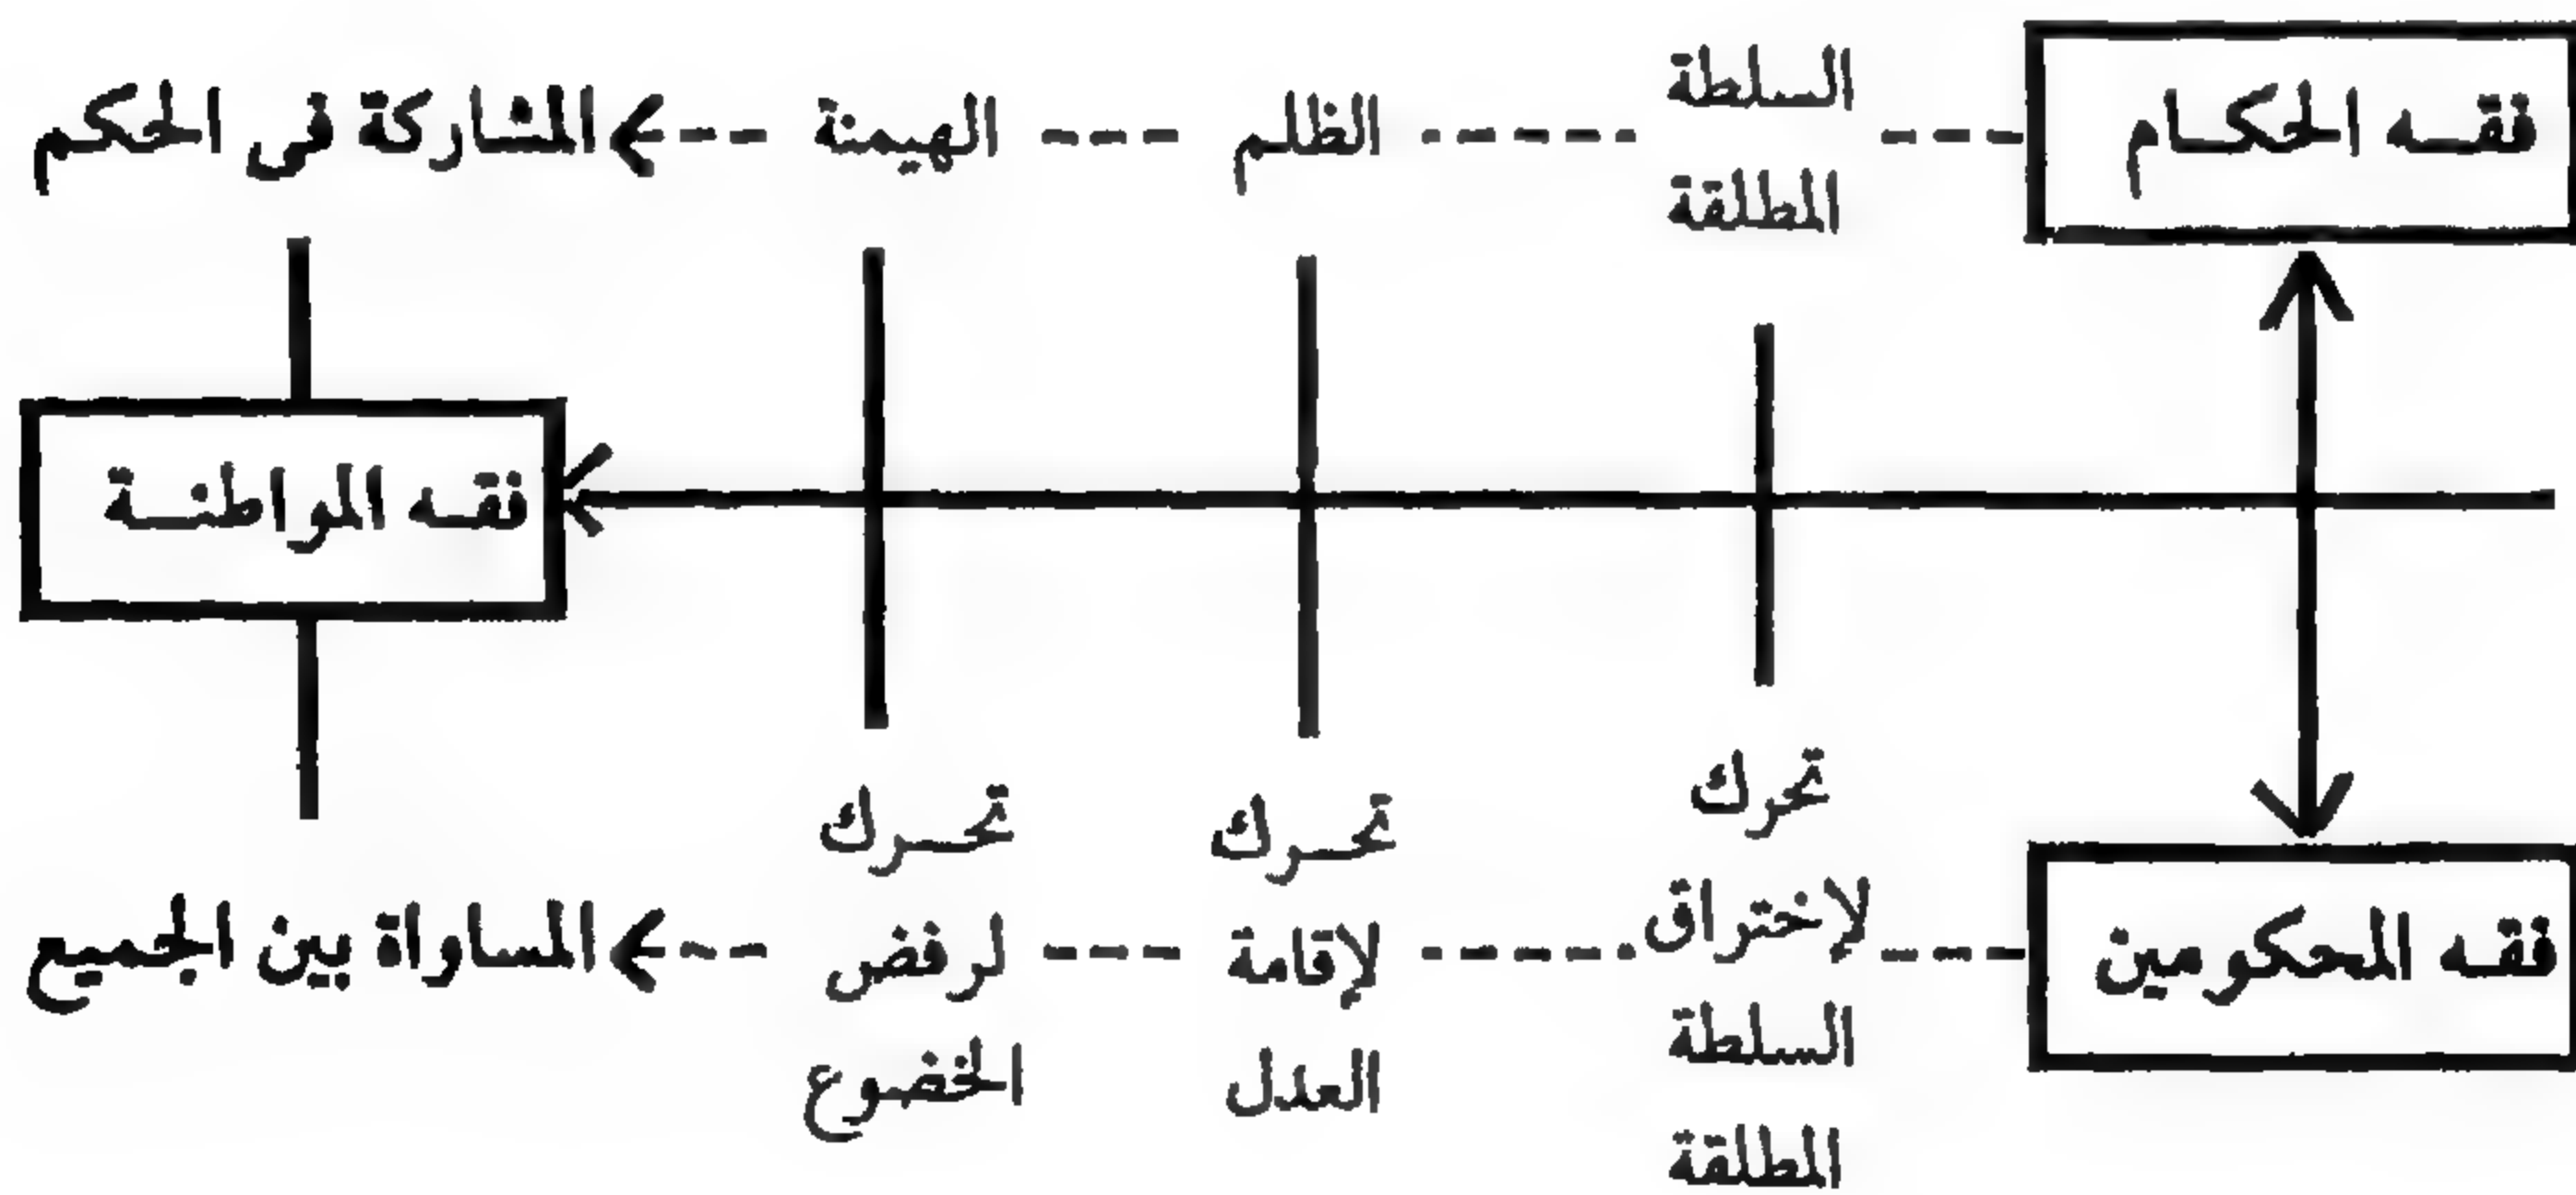 فقه الحكام
السلطة
المطلقة
الظلم
الهيمنة
المشاركة فى الحكم
فقه المواطنة
فقه المحكومين
تحرك
لإختراق
السلطة
المطلقة
تحرك
لإقامة
العدل
تحرك
لرفض
الخضوع
المساواة بين الجميع